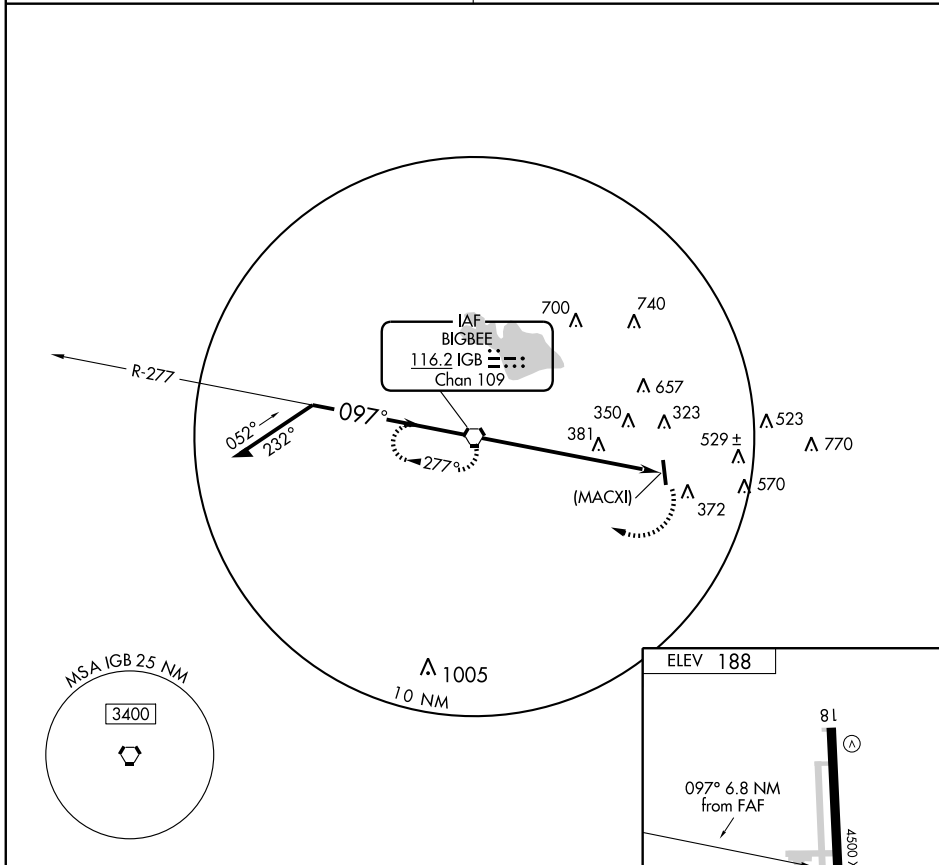 700
740
IAF
BIGBEE
116.2 IGB
Chan 109
R-277
657
097°
350
323
523
381
529 ±
770
052°
232°
277°
570
(MACXI)
372
1005
10 NM
MSA IGB 25 NM
3400
ELEV 188
18
V
097° 6.8 NM
from FAF
4500 X